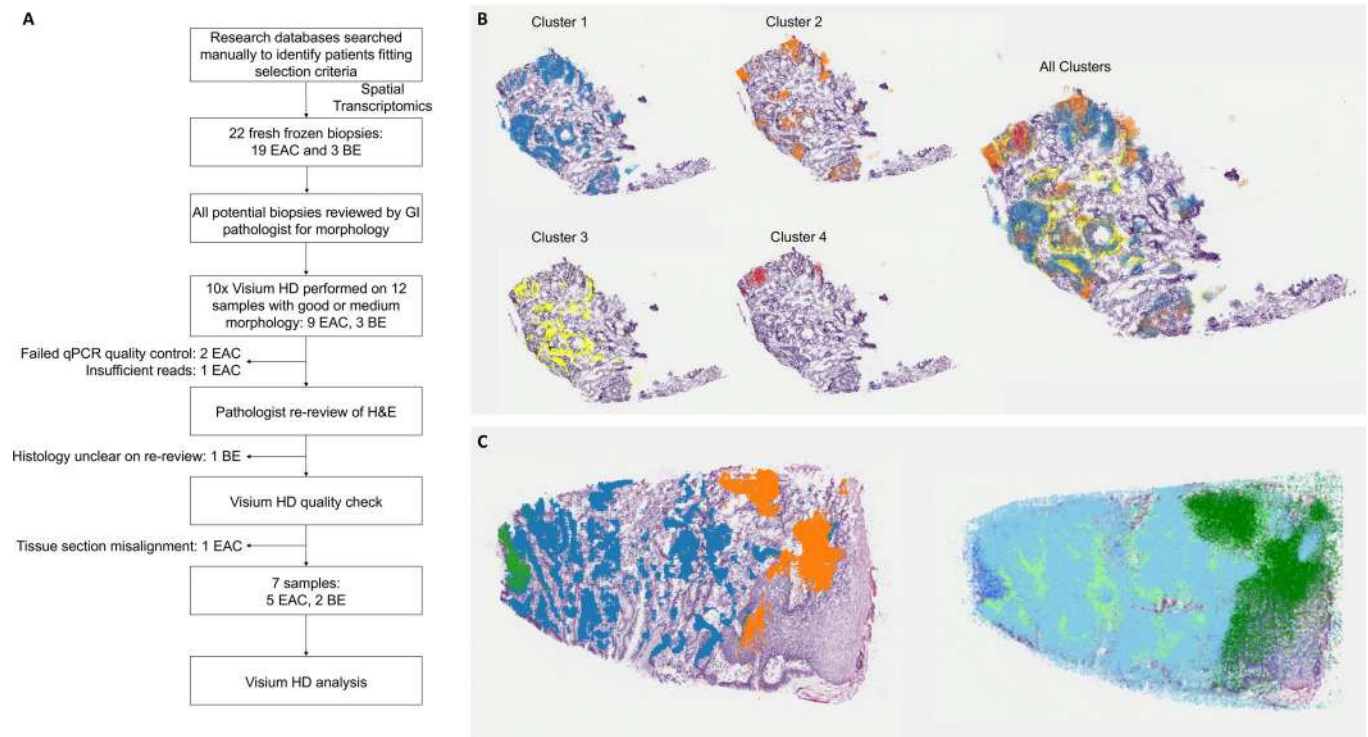 A
Research databases searched
manually to identify patients fitting
selection criteria
Spatial
Transcriptomics
22 fresh frozen biopsies:
19 EAC and 3 BE
All potential biopsies reviewed by GI
pathologist for morphology
10x Visium HD performed on 12
samples with good or medium
morphology: 9 EAC, 3 BE
Failed qPCR quality control: 2 EAC
Insufficient reads: 1 EAC
Pathologist re-review of H&E
Histology unclear on re-review: 1 BE
Visium HD quality check
Tissue section misalignment: 1 EAC
7 samples:
5 EAC, 2 BE
Visium HD analysis
B
Cluster 1
Cluster 2
All Clusters
Cluster 3
Cluster 4
C